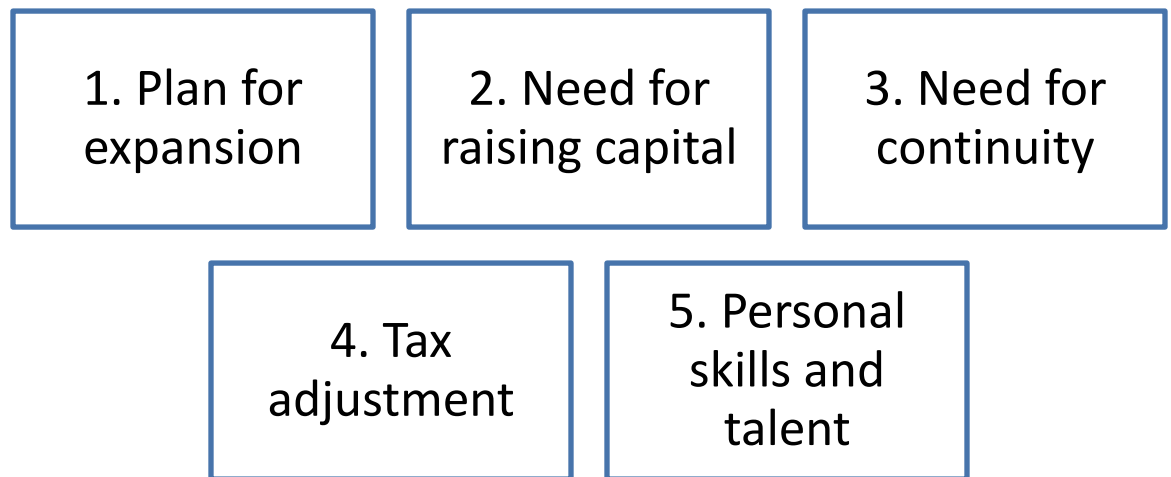 1. Plan for
expansion
2. Need for
raising capital
3. Need for
continuity
4. Tax
adjustment
5. Personal
skills and
talent